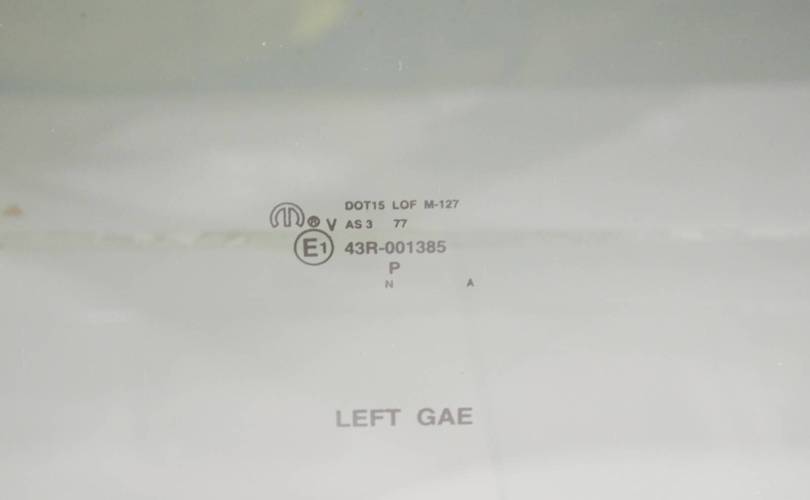 DOT15 LOF M-127
M® V AS 3 77
E1 43R-001385
P
N A
LEFT GAE